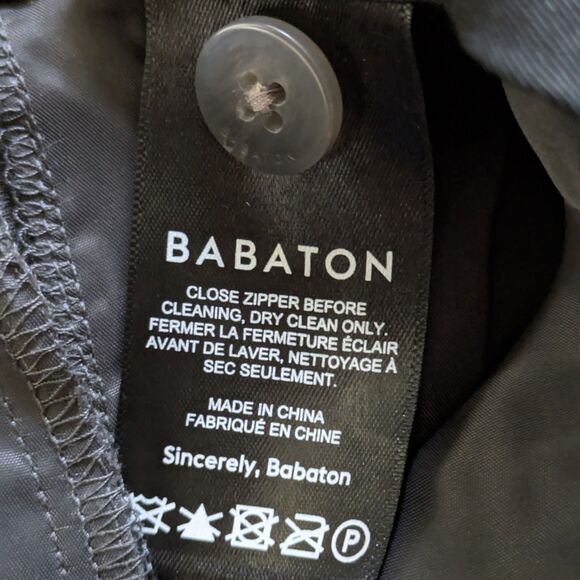 BABATON
BABATON
CLOSE ZIPPER BEFORE
CLEANING, DRY CLEAN ONLY.
FERMER LA FERMETURE ÉCLAIR
AVANT DE LAVER, NETTOYAGE À
SEC SEULEMENT.
MADE IN CHINA
FABRIQUÉ EN CHINE
Sincerely, Babaton
P